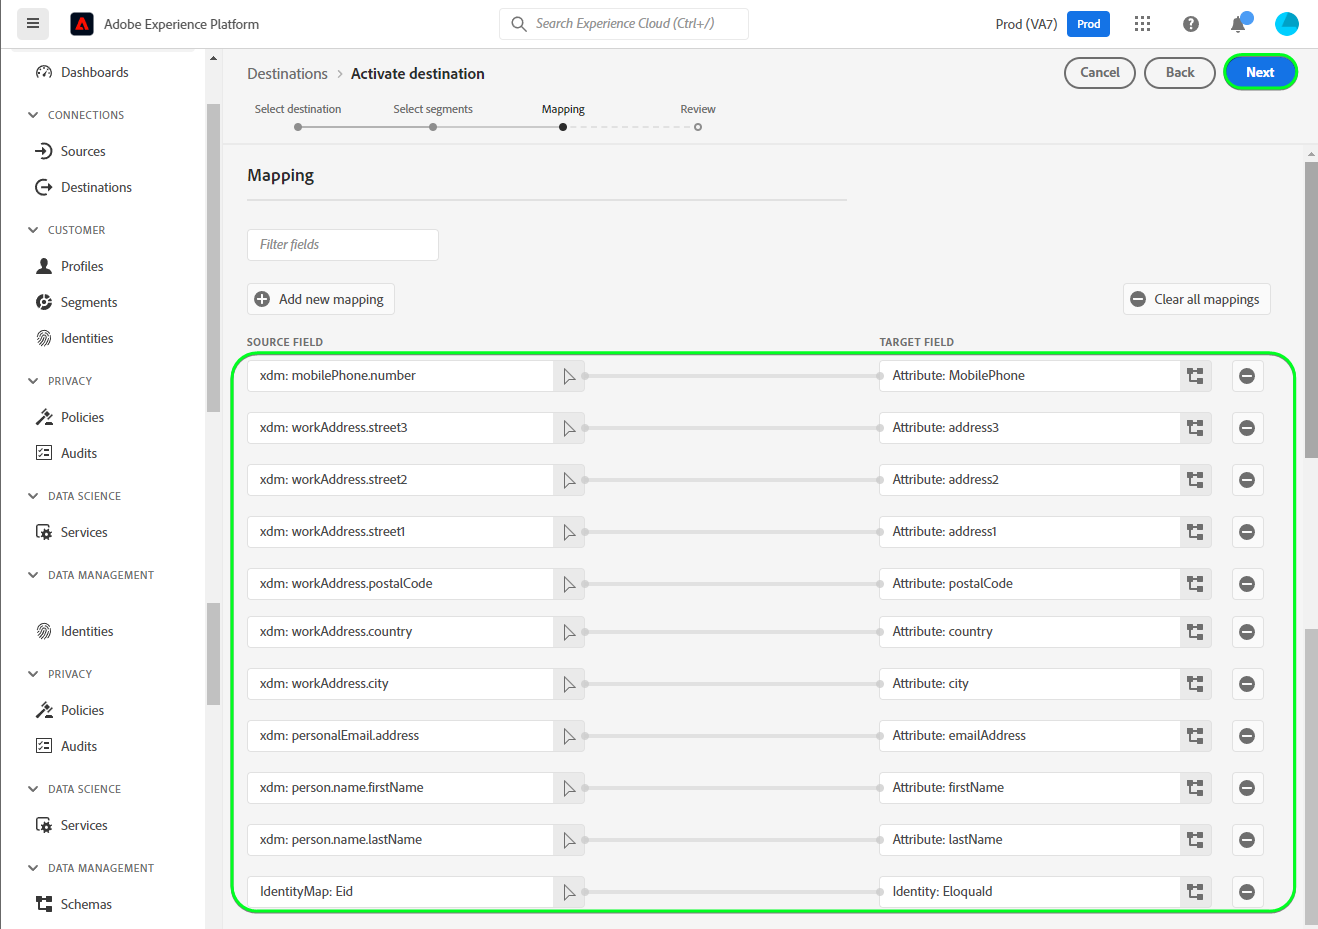 Adobe Experience Platform
Search Experience Cloud (Ctrl+/)
Prod (VA7)
Prod
Dashboards
CONNECTIONS
Sources
Destinations
CUSTOMER
Profiles
Segments
Identities
PRIVACY
Policies
Audits
DATA SCIENCE
Services
DATA MANAGEMENT
Identities
PRIVACY
Policies
Audits
DATA SCIENCE
Services
DATA MANAGEMENT
Schemas
Destinations > Activate destination
Cancel
Back
Next
Select destination
Select segments
Mapping
Review
Mapping
Filter fields
Add new mapping
Clear all mappings
SOURCE FIELD TARGET FIELD
xdm: mobilePhone.number Attribute: MobilePhone
xdm: workAddress.street3 Attribute: address3
xdm: workAddress.street2 Attribute: address2
xdm: workAddress.street1 Attribute: address1
xdm: workAddress.postalCode Attribute: postalCode
xdm: workAddress.country Attribute: country
xdm: workAddress.city Attribute: city
xdm: personalEmail.address Attribute: emailAddress
xdm: person.name.firstName Attribute: firstName
xdm: person.name.lastName Attribute: lastName
IdentityMap: Eid Identity: EloquaId